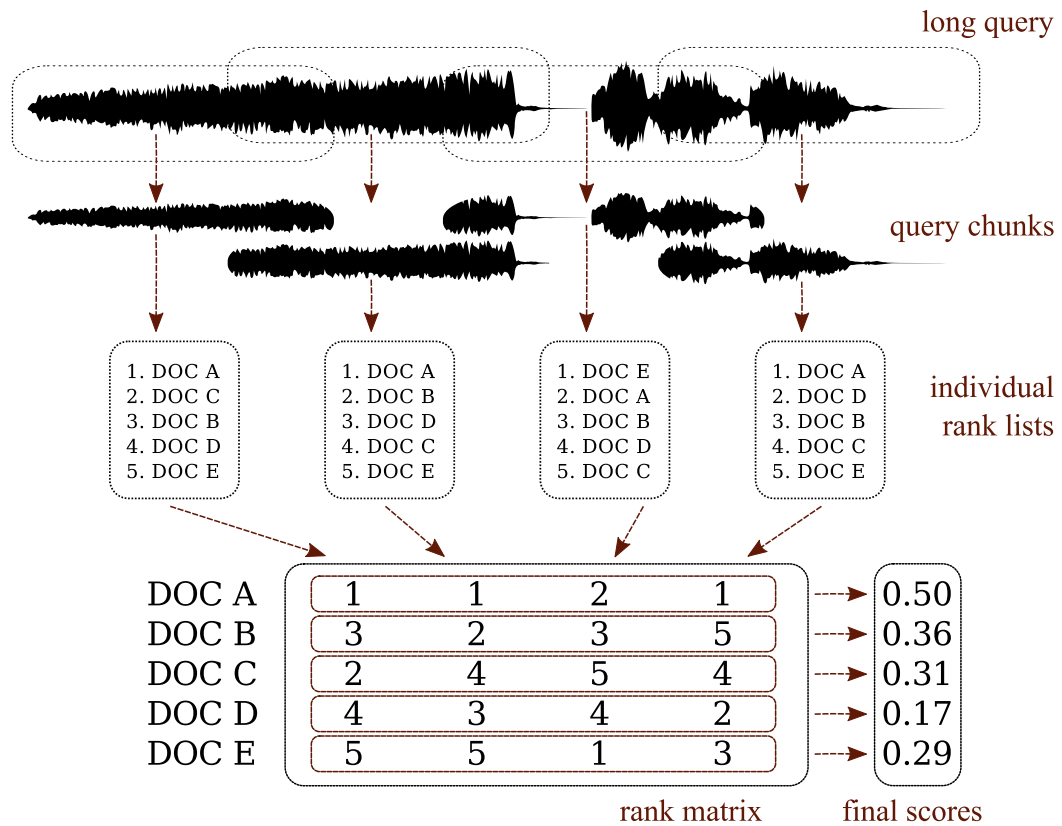 long query
query chunks
1. DOC A
2. DOC C
3. DOC B
4. DOC D
5. DOC E
1. DOC A
2. DOC B
3. DOC D
4. DOC C
5. DOC E
1. DOC E
2. DOC A
3. DOC B
4. DOC D
5. DOC C
1. DOC A
2. DOC D
3. DOC B
4. DOC C
5. DOC E
individual
rank lists
DOC A 1 1 2 1 0.50
DOC B 3 2 3 5 0.36
DOC C 2 4 5 4 0.31
DOC D 4 3 4 2 0.17
DOC E 5 5 1 3 0.29
rank matrix final scores